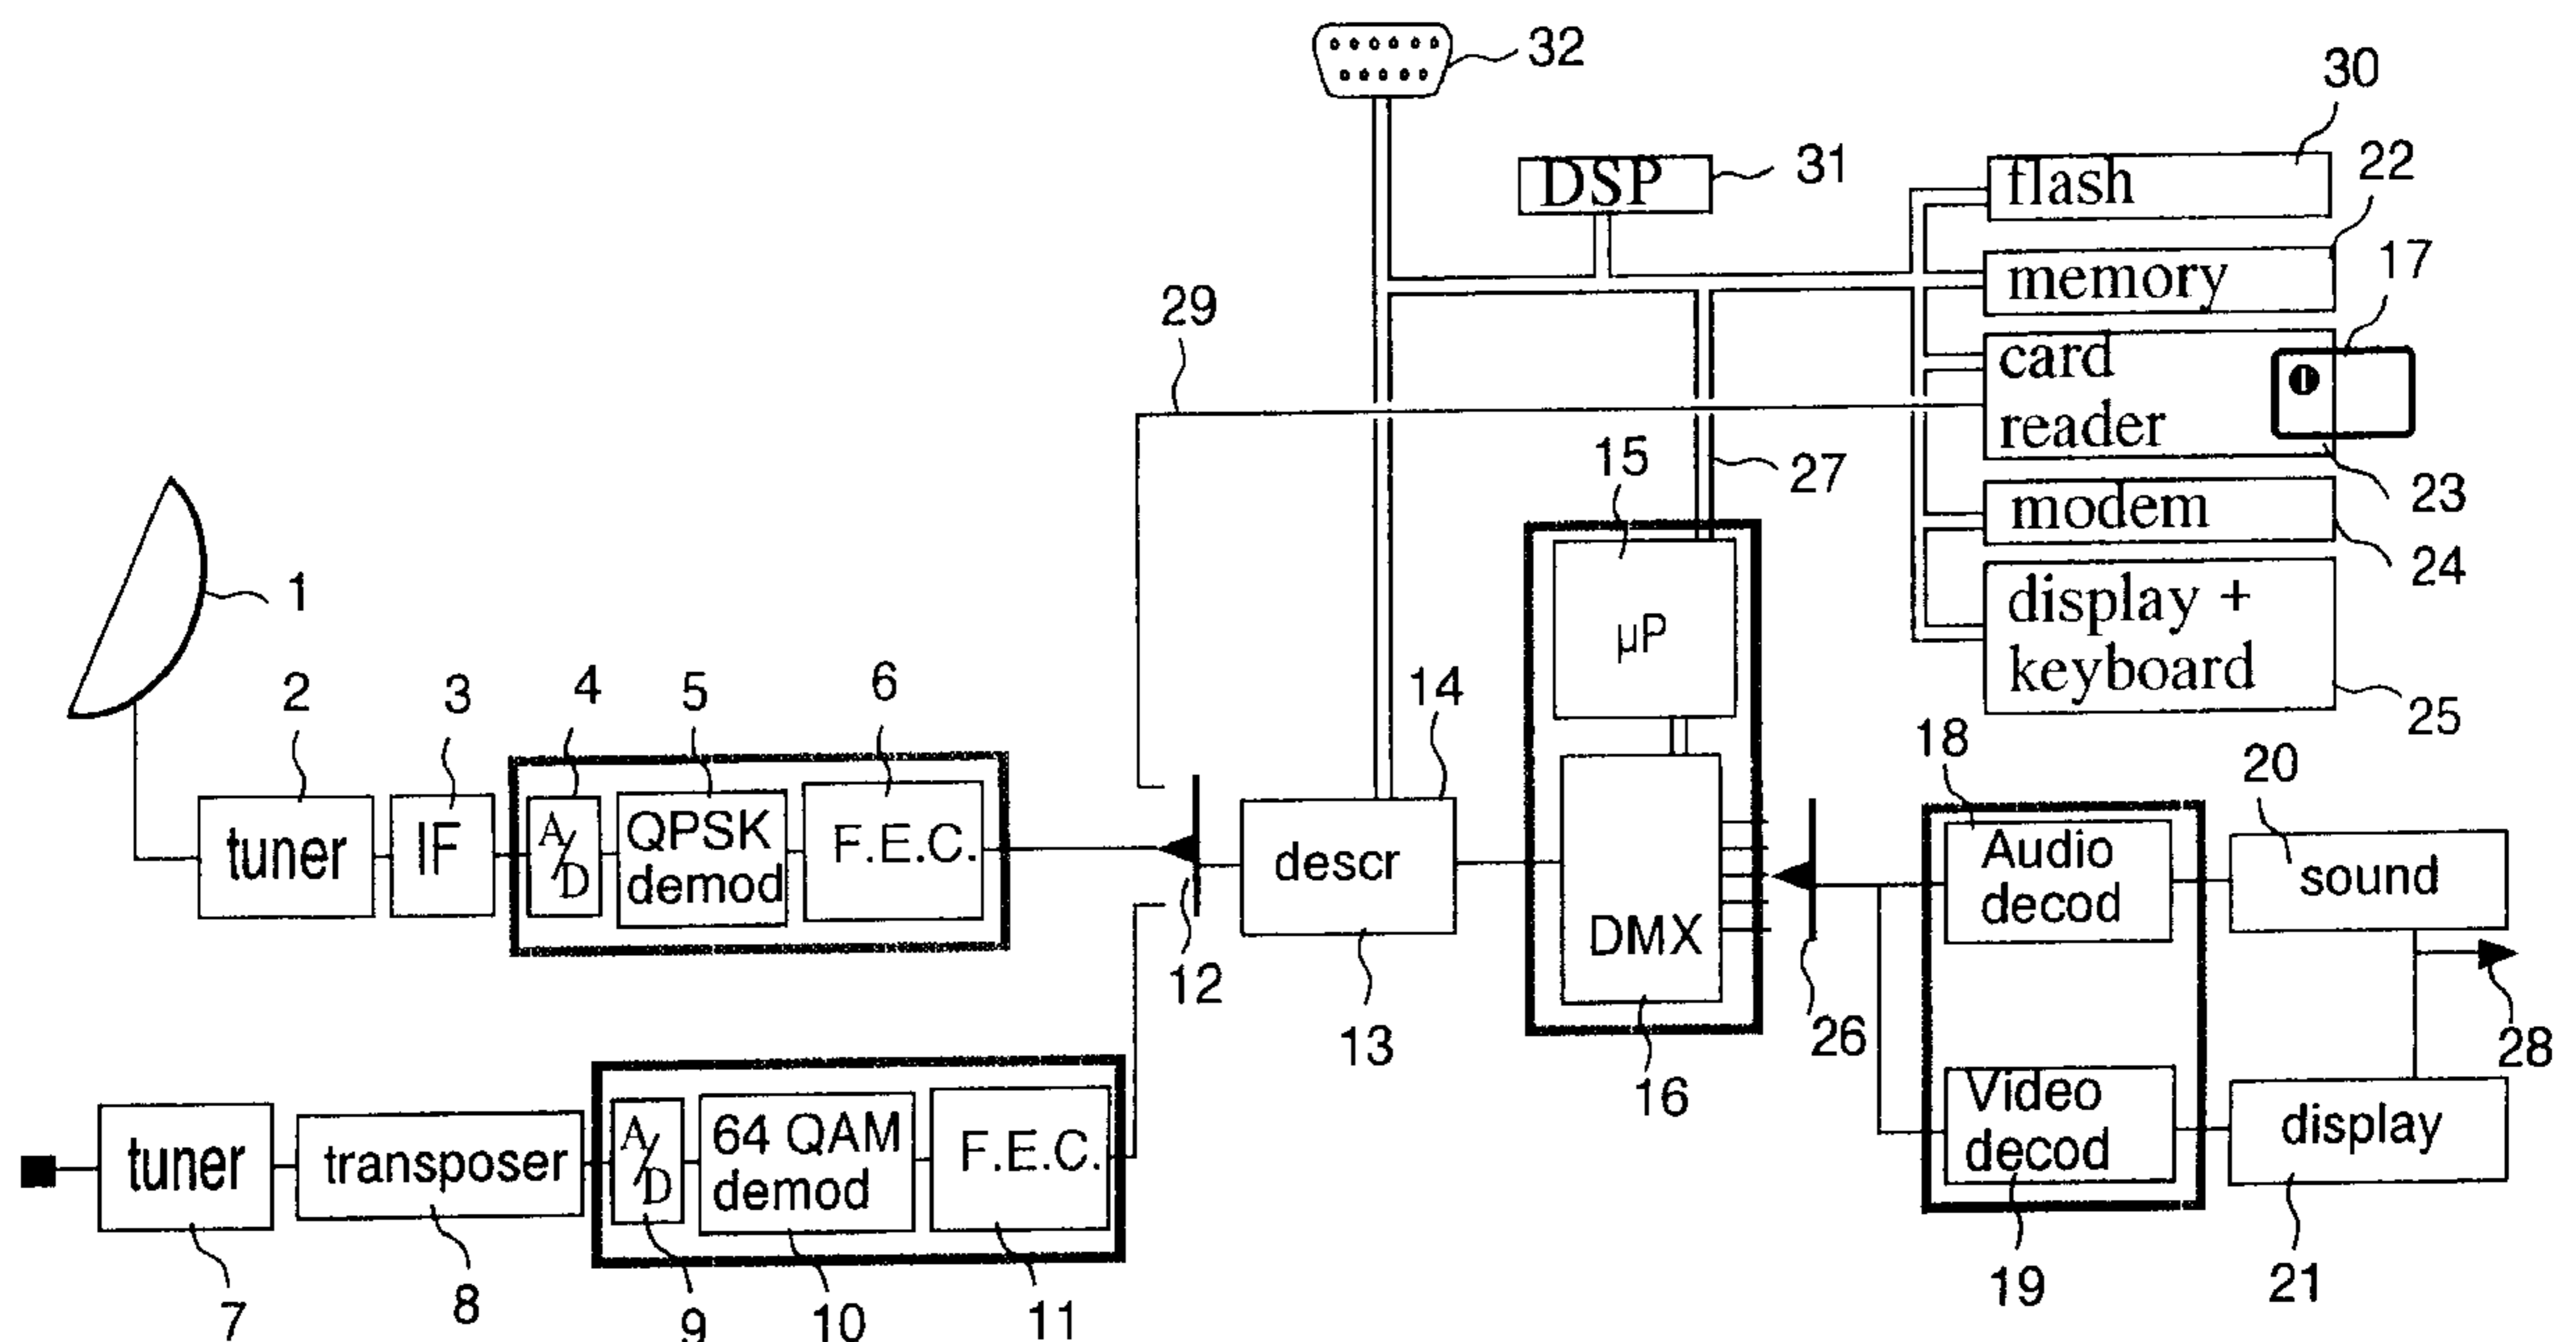 32
30
DSP
31
flash
22
memory
17
29
card
reader
15
27
23
modem
24
μP
display +
keyboard
25
1
2
3
4
5
6
14
18
20
tuner
IF
A/D
QPSK
demod
F.E.C.
descr
DMX
Audio
decod
sound
12
13
16
26
28
tuner
transposer
A/D
64 QAM
demod
F.E.C.
Video
decod
display
7
8
9
10
11
19
21